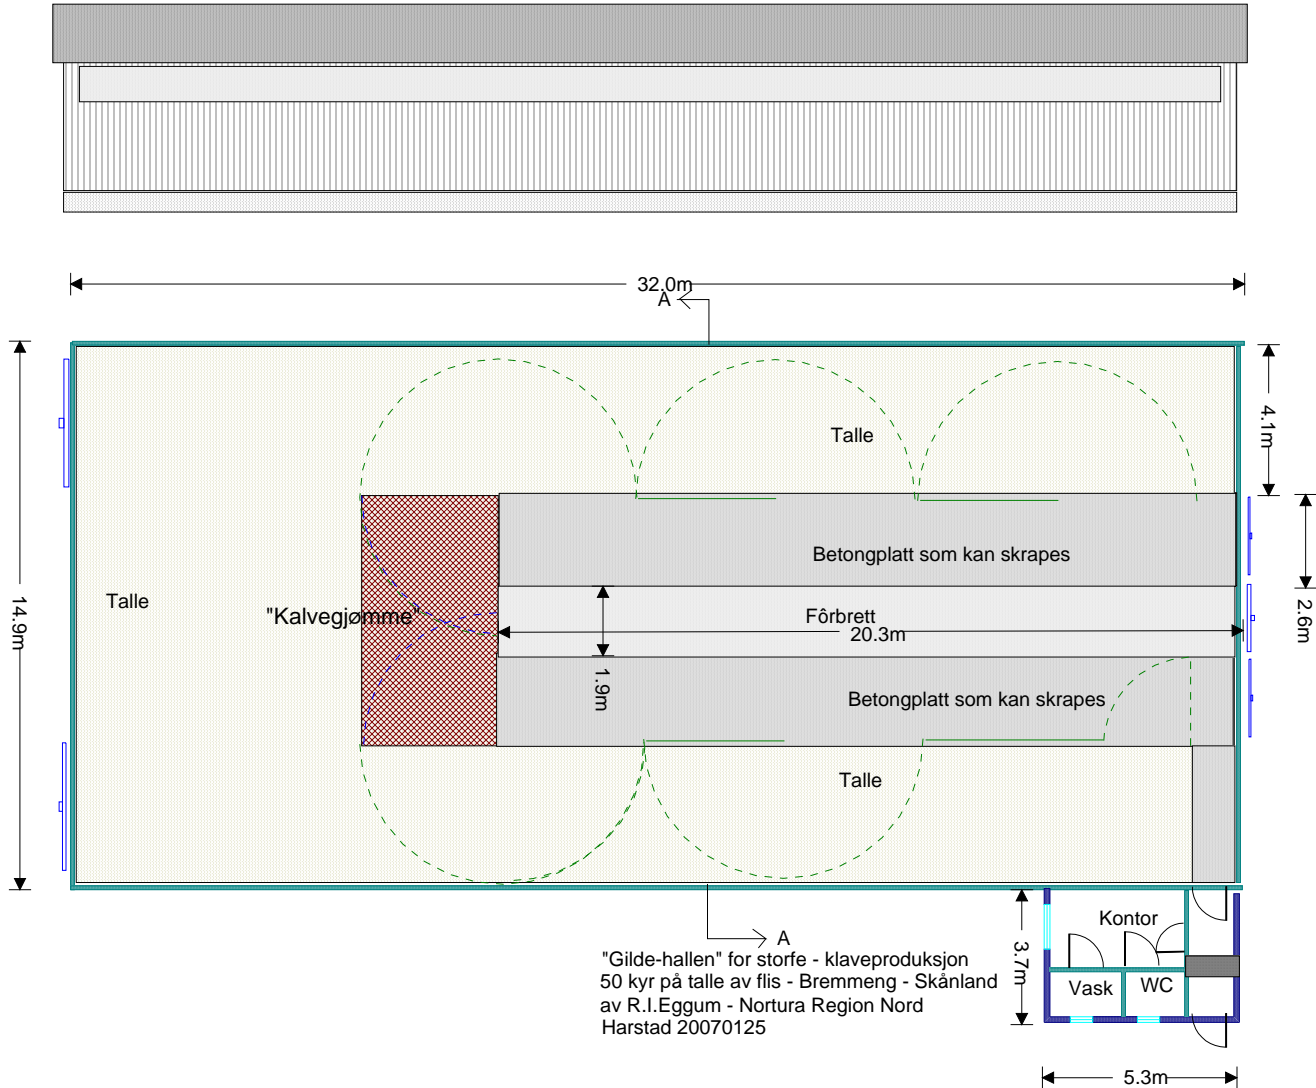 32.0m
A
4.1m
Talle
2.6m
Betongplatt som kan skrapes
14.9m
Talle
"Kalvegjømme"
Fôrbrett
20.3m
1.9m
Betongplatt som kan skrapes
Talle
Kontor
A
3.7m
"Gilde-hallen" for storfe - klaveproduksjon
50 kyr på talle av flis - Bremmeng - Skånland
av R.I.Eggum - Nortura Region Nord
Harstad 20070125
Vask
WC
5.3m